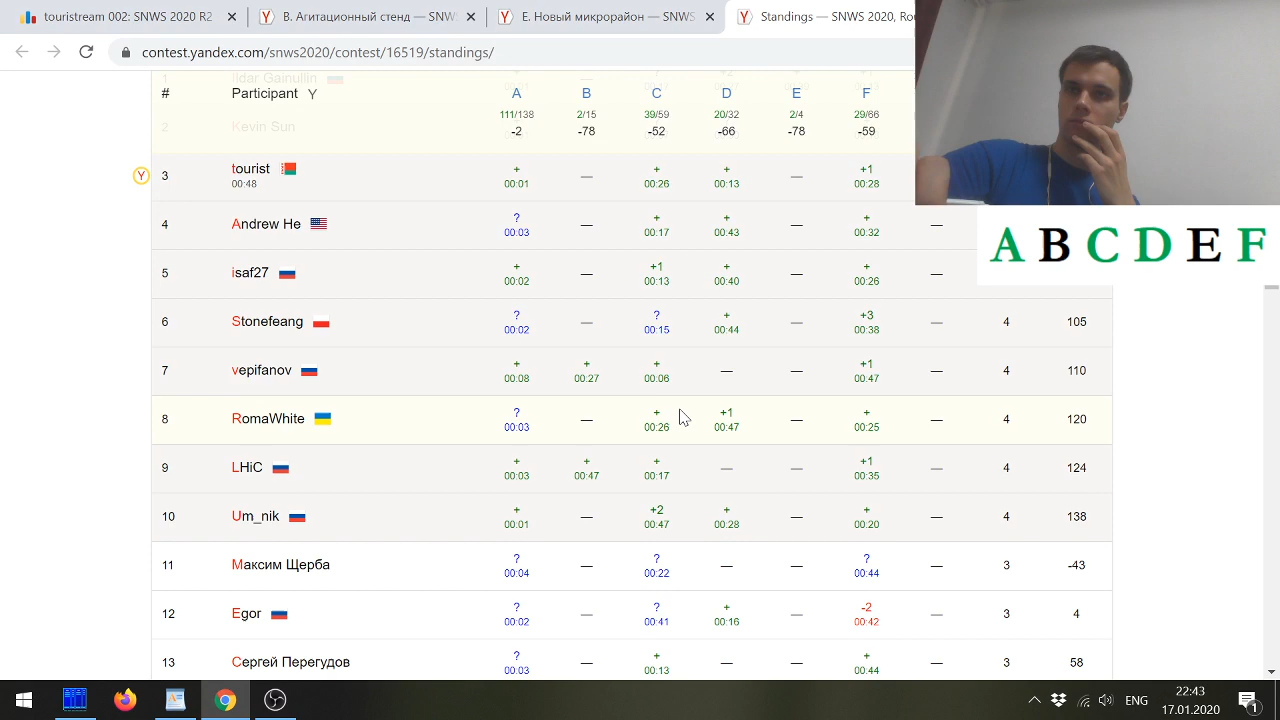 touristream 002: SNWS 2020 R2
В. Агитационный стенд — SNWS
Е. Новый микрорайон — SNWS
Standings — SNWS 2020, Rou
contest.yandex.com/snws2020/contest/16519/standings/
1 Ildar Gainullin
# Participant A B C D E F
111/138 2/15 39/59 20/32 2/4 29/66
-2 -78 -52 -66 -78 -59
2 Kevin Sun
3 tourist + — + + — +1
00:48 00:01 00:26 00:13 00:28
4 Andrew He ? — + + — + —
00:03 00:17 00:43 00:32
5 isaf27 + — +1 + — + —
00:02 00:13 00:40 00:26
6 Stonefeang ? — ? + — +3 — 4 105
00:02 00:15 00:44 00:38
7 vepifanov + + + — — +1 — 4 110
00:08 00:27 00:06 00:47
8 RomaWhite ? — + +1 — + — 4 120
00:03 00:26 00:47 00:25
9 LHiC + + + — — +1 — 4 124
00:03 00:47 00:17 00:35
10 Um_nik + — +2 + — + — 4 138
00:01 00:47 00:28 00:20
11 Максим Щерба ? — ? — — ? — 3 -43
00:04 00:22 00:44
12 Egor ? — ? + — -2 — 3 4
00:02 00:41 00:16 00:42
13 Сергей Перегудов ? — + — — + — 3 58
00:03 00:13 00:44
A B C D E F
ENG
22:43
17.01.2020